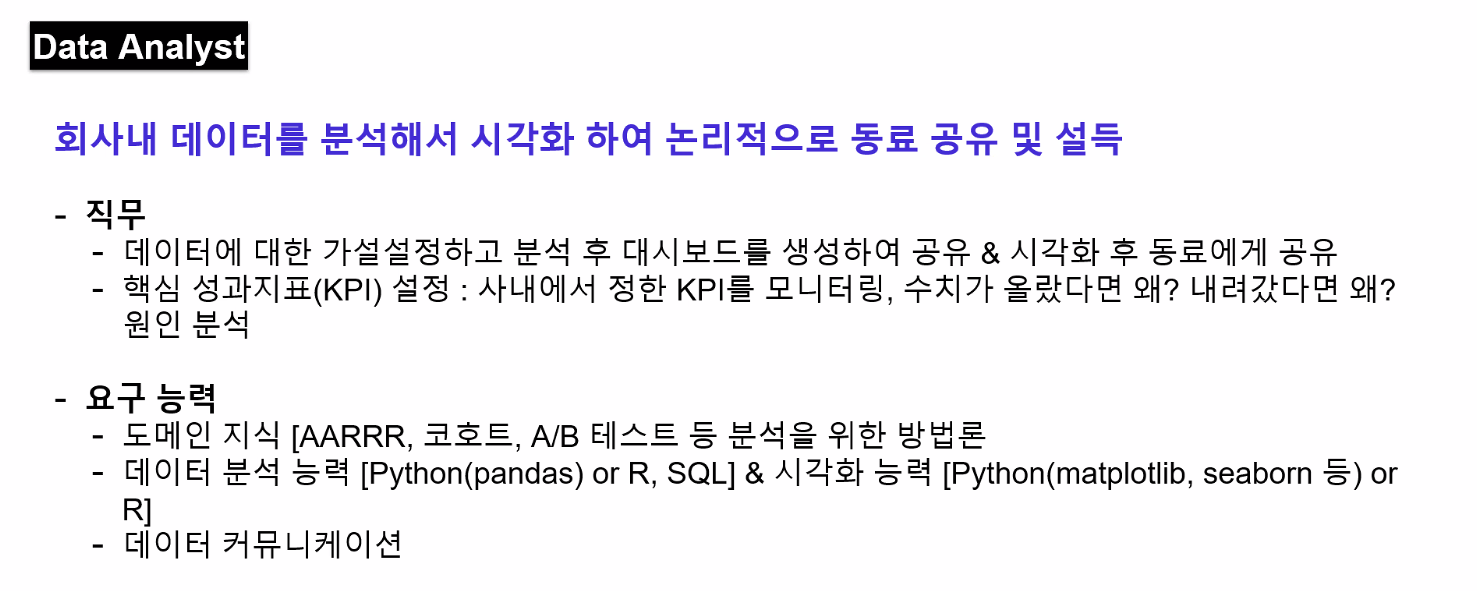 Data Analyst
회사내 데이터를 분석해서 시각화 하여 논리적으로 동료 공유 및 설득
- 직무
- 데이터에 대한 가설설정하고 분석 후 대시보드를 생성하여 공유 & 시각화 후 동료에게 공유
- 핵심 성과지표(KPI) 설정 : 사내에서 정한 KPI를 모니터링, 수치가 올랐다면 왜? 내려갔다면 왜?
원인 분석
- 요구 능력
- 도메인 지식 [AARRR, 코호트, A/B 테스트 등 분석을 위한 방법론
- 데이터 분석 능력 [Python(pandas) or R, SQL] & 시각화 능력 [Python(matplotlib, seaborn 등) or
R]
- 데이터 커뮤니케이션